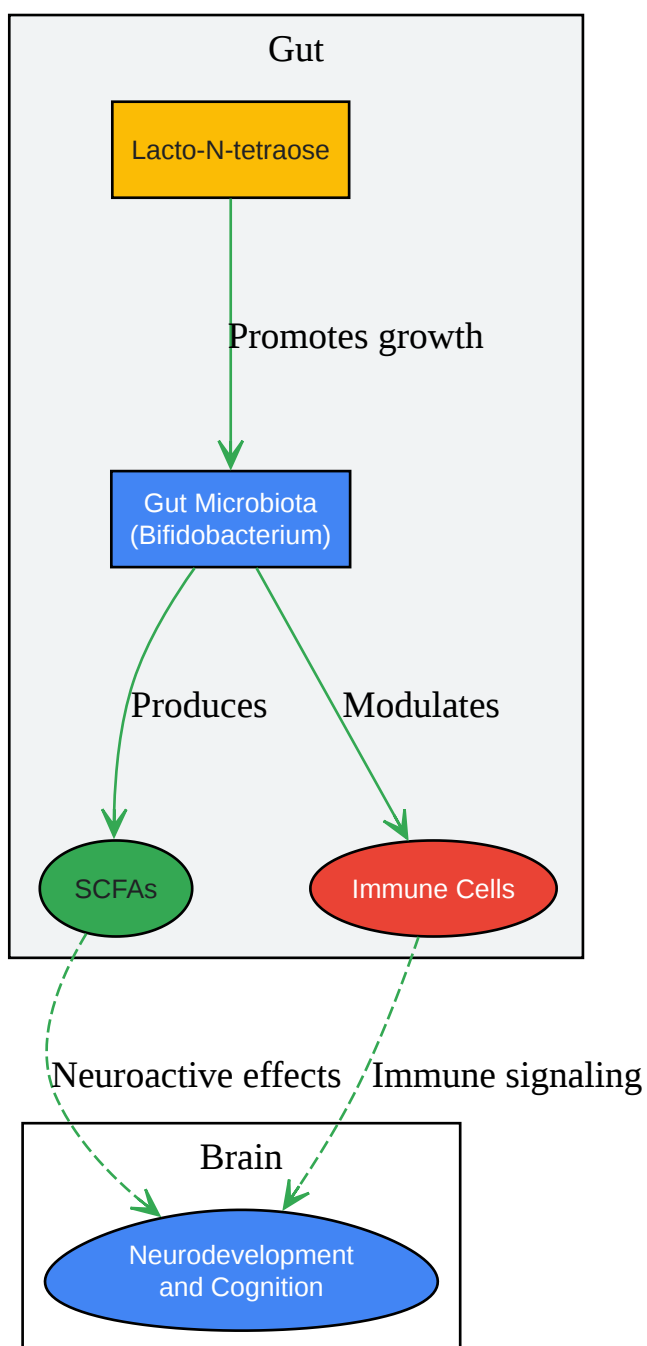 Gut
Lacto-N-tetraose
Promotes growth
Gut Microbiota
(Bifidobacterium)
Produces
Modulates
SCFAs
Immune Cells
Neuroactive effects
Immune signaling
Brain
Neurodevelopment
and Cognition